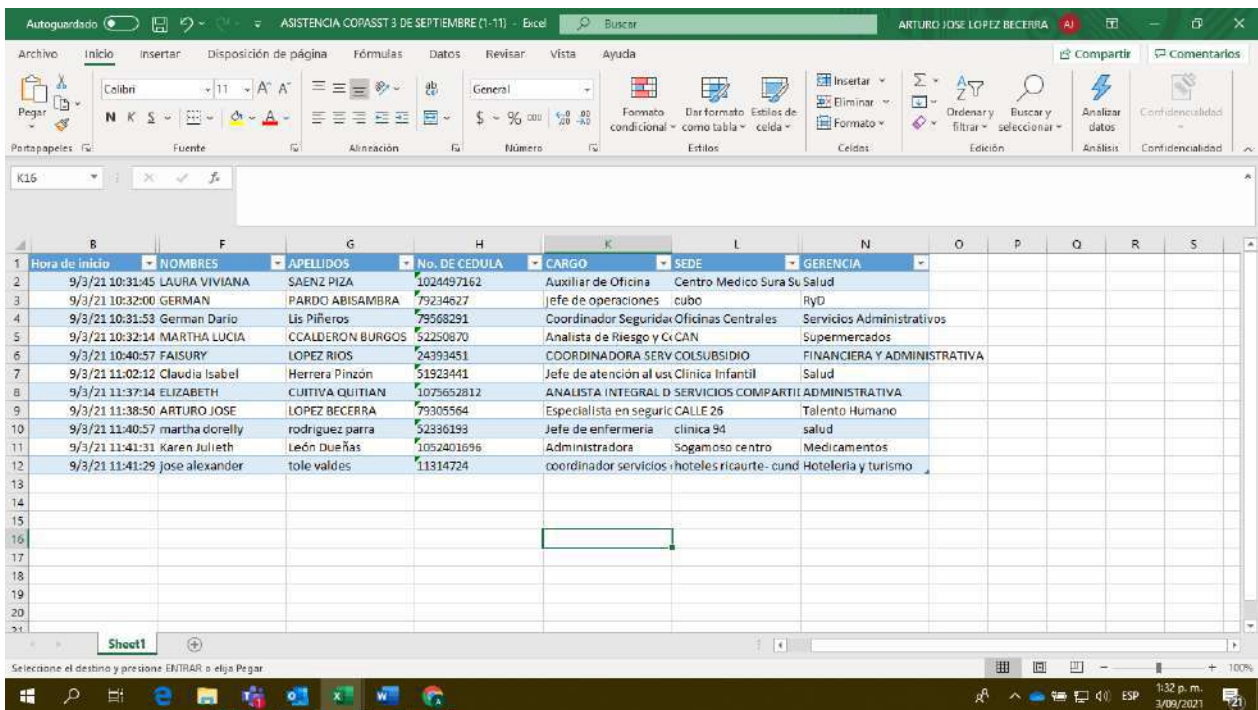 Autoguardado ASISTENCIA COPASST 3 DE SEPTIEMBRE (1-11) - Excel Buscar ARTURO JOSE LOPEZ BECERRA AJ
Archivo Inicio Insertar Disposición de página Fórmulas Datos Revisar Vista Ayuda Compartir Comentarios
Pegar Calibri 11 A A ab General Formato condicional Dar formato como tabla Estilos de celda Insertar Eliminar Formato Ordenar y filtrar Buscar y seleccionar Analizar datos Confidencialidad
N K S A $ % 000
Portapapeles Fuente Alineación Número Estilos Celdas Edición Análisis Confidencialidad
K16 fx
B F G H K L N O P Q R S
1 Hora de inicio NOMBRES APELLIDOS No. DE CEDULA CARGO SEDE GERENCIA
2 9/3/21 10:31:45 LAURA VIVIANA SAENZ PIZA 1024497162 Auxiliar de Oficina Centro Medico Sura Su Salud
3 9/3/21 10:32:00 GERMAN PARDO ABISAMBRA 79234627 jefe de operaciones cubo RyD
4 9/3/21 10:31:53 German Dario Lis Piñeros 79568291 Coordinador Seguridad Oficinas Centrales Servicios Administrativos
5 9/3/21 10:32:14 MARTHA LUCIA CCALDERON BURGOS 52250870 Analista de Riesgo y Co CAN Supermercados
6 9/3/21 10:40:57 FAISURY LOPEZ RIOS 24393451 COORDINADORA SERV COLSUBSIDIO FINANCIERA Y ADMINISTRATIVA
7 9/3/21 11:02:12 Claudia Isabel Herrera Pinzón 51923441 Jefe de atención al usu Clinica Infantil Salud
8 9/3/21 11:37:14 ELIZABETH CUITIVA QUITIAN 1075652812 ANALISTA INTEGRAL D SERVICIOS COMPARTII ADMINISTRATIVA
9 9/3/21 11:38:50 ARTURO JOSE LOPEZ BECERRA 79305564 Especialista en seguric CALLE 26 Talento Humano
10 9/3/21 11:40:57 martha dorelly rodriguez parra 52336193 Jefe de enfermería clinica 94 salud
11 9/3/21 11:41:31 Karen Julieth León Dueñas 1052401696 Administradora Sogamoso centro Medicamentos
12 9/3/21 11:41:29 jose alexander tole valdes 11314724 coordinador servicios hoteles ricaurte- cund Hoteleria y turismo
13
14
15
16
17
18
19
20
21
Sheet1
Seleccione el destino y presione ENTRAR o elija Pegar 100%
ESP 1:32 p. m.
3/09/2021 21